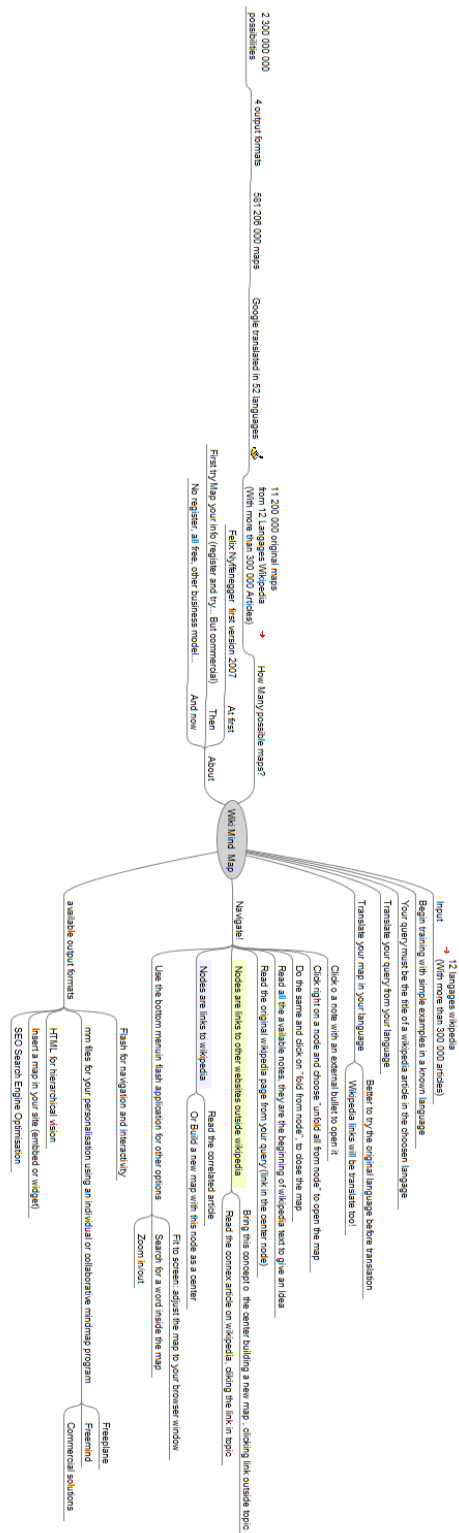 Wiki Mind Map
How Many possible maps?
11 200 000 original maps
from 12 Langages Wikipedia
(With more than 300 000 Articles)
Google translated in 52 languages
581 206 000 maps
4 output formats
2 300 000 000
possibilities
About
At first
Felix Nyffenegger first version 2007
Then
First try Map your info (register and try... But commercial)
And now
No register, all free, other business model...
Input
12 langages wikipedia
(With more than 300 000 articles)
Begin training with simple examples in a known language
Your query must be the title of a wikipedia article in the choosen langage
Translate your query from your language
Translate your map in your language
Better to try the original language before translation
Wikipedia links will be translate too!
Navigate!
Click o a note with an external bullet to open it
Click right on a node and choose "unfold all from node" to open the map
Do the same and click on "fold from node", to close the map
Read all the available notes, they are the beginning of wikipedia text to give an idea
Read the original wikipedia page from your query (link in the center node)
Nodes are links to other websites outside wikipedia
Bring this concept o the center building a new map , clicking link outside topic
Read the connex article on wikipedia, cliking the link in topic
Nodes are links to wikipedia
Read the correlated article
Or Build a new map with this node as a center
Use the bottom menuin flash application for other options
Fit to screen: adjust the map to your browser window
Search for a word inside the map
Zoom in/out
available output formats
Flash for navigation and interactivity
mm files for your personalisation using an individual or collaborative mindmap program
Freeplane
Freemind
Commercial solutions
HTML for hierarchical vision
Insert a map in your site (embbed or widget)
SEO Search Engine Optimisation